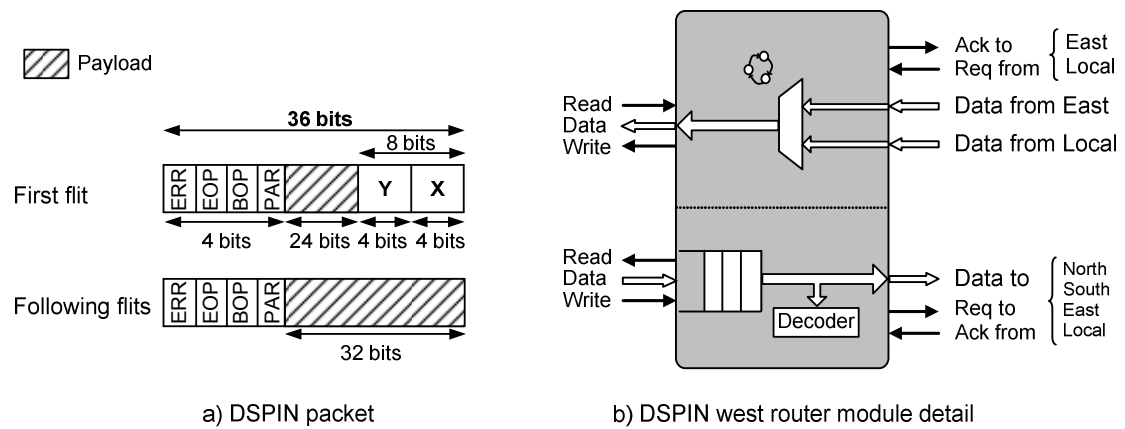 Payload
36 bits
8 bits
First flit
ERR EOP BOP PAR Y X
4 bits 24 bits 4 bits 4 bits
Following flits
ERR EOP BOP PAR
32 bits
a) DSPIN packet
Ack to East
Req from Local
Read
Data
Write
Data from East
Data from Local
Read
Data
Write
Decoder
Data to
Req to
Ack from
North
South
East
Local
b) DSPIN west router module detail